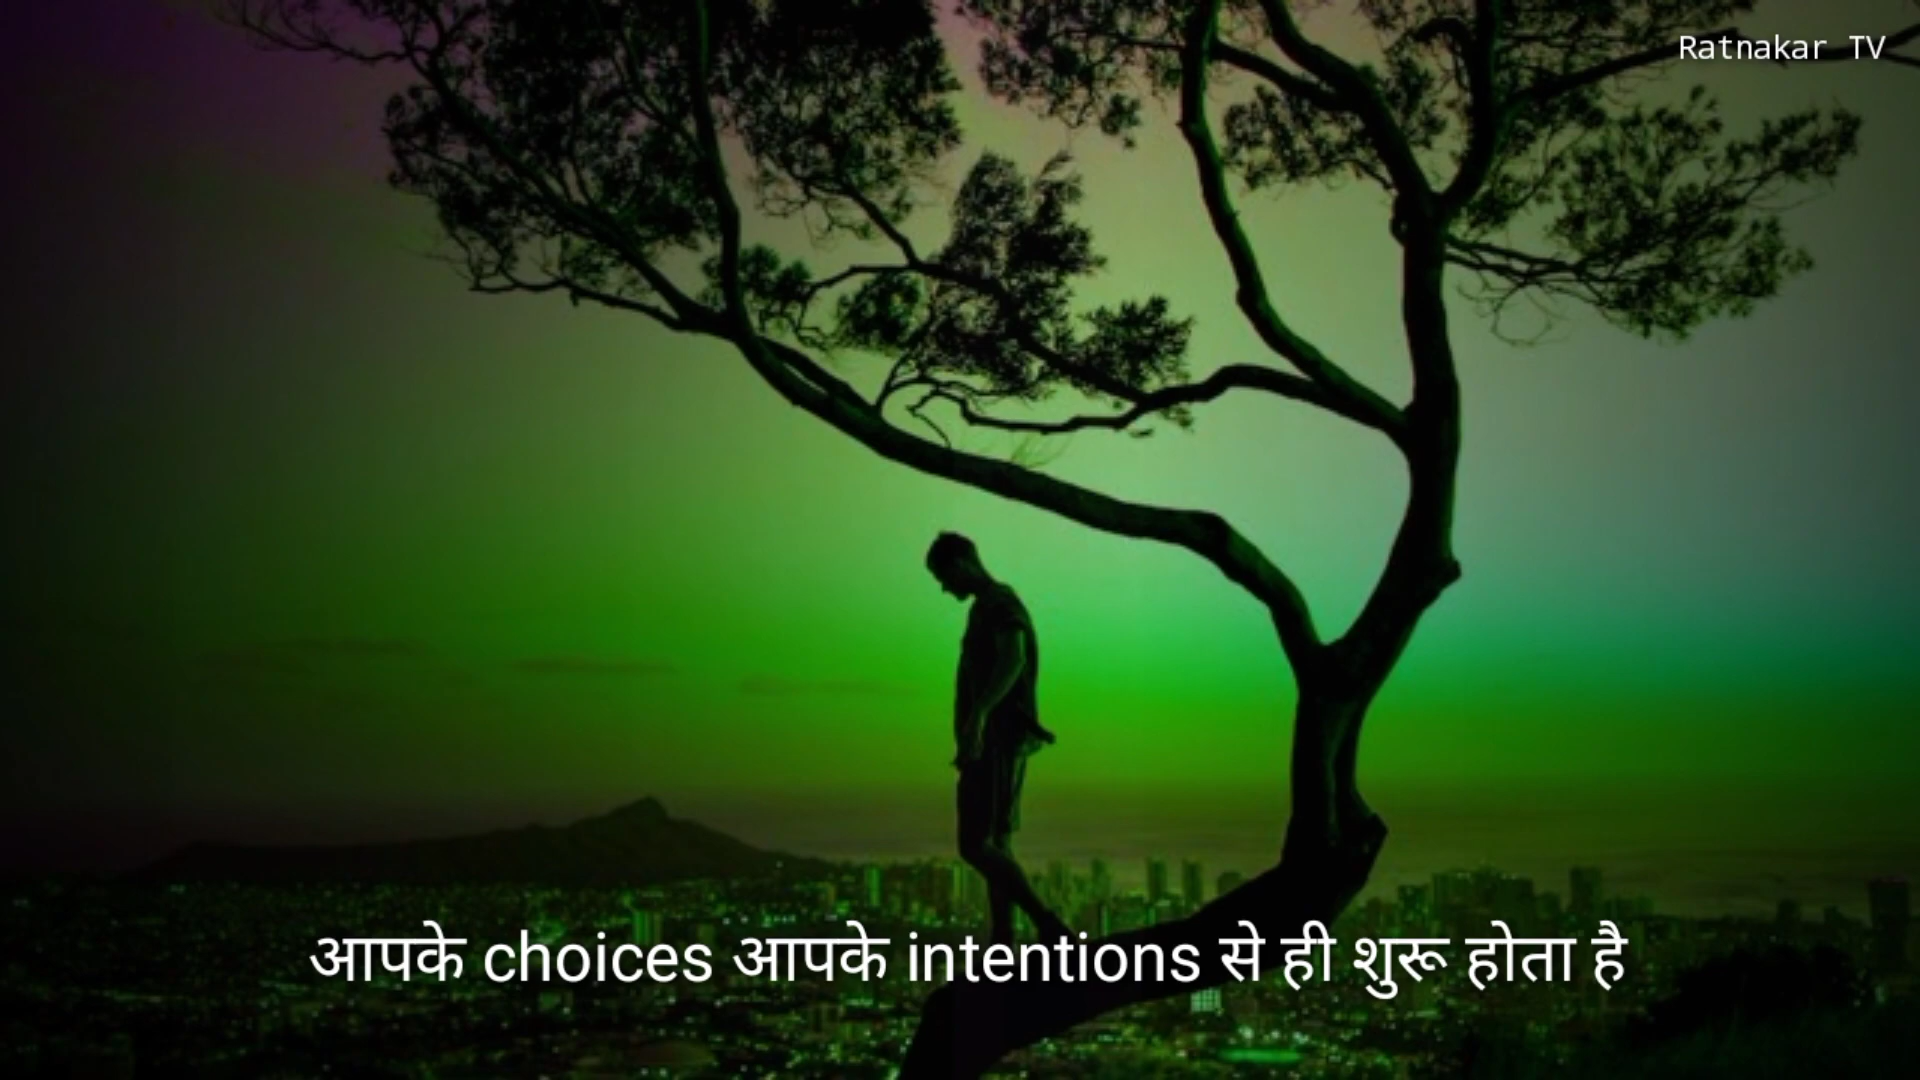 Ratnakar TV
आपके choices आपके intentions से ही शुरू होता है